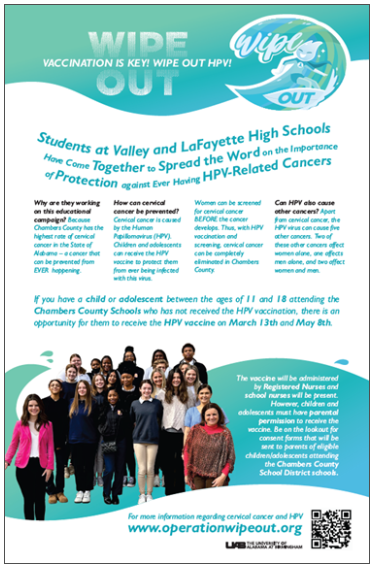 WIPE
VACCINATION IS KEY! WIPE OUT HPV!
OUT
wipe
OUT
Students at Valley and LaFayette High Schools
Have Come Together to Spread the Word on the Importance
of Protection against Ever Having HPV-Related Cancers
Why are they working
on this educational
campaign? Because
Chambers County has the
highest rate of cervical
cancer in the State of
Alabama – a cancer that
can be prevented from
EVER happening.
How can cervical
cancer be prevented?
Cervical cancer is caused
by the Human
Papillomavirus (HPV).
Children and adolescents
can receive the HPV
vaccine to protect them
from ever being infected
with this virus.
Women can be screened
for cervical cancer
BEFORE the cancer
develops. Thus, with HPV
vaccination and
screening, cervical cancer
can be completely
eliminated in Chambers
County.
Can HPV also cause
other cancers? Apart
from cervical cancer, the
HPV virus can cause five
other cancers. Two of
these other cancers affect
women alone, one affects
men alone, and two affect
women and men.
If you have a child or adolescent between the ages of 11 and 18 attending the
Chambers County Schools who has not received the HPV vaccination, there is an
opportunity for them to receive the HPV vaccine on March 13th and May 8th.
The vaccine will be administered
by Registered Nurses and
school nurses will be present.
However, children and
adolescents must have parental
permission to receive the
vaccine. Be on the lookout for
consent forms that will be
sent to parents of eligible
children/adolescents attending
the Chambers County
School District schools.
For more information regarding cervical cancer and HPV
www.operationwipeout.org
UAB THE UNIVERSITY OF
ALABAMA AT BIRMINGHAM